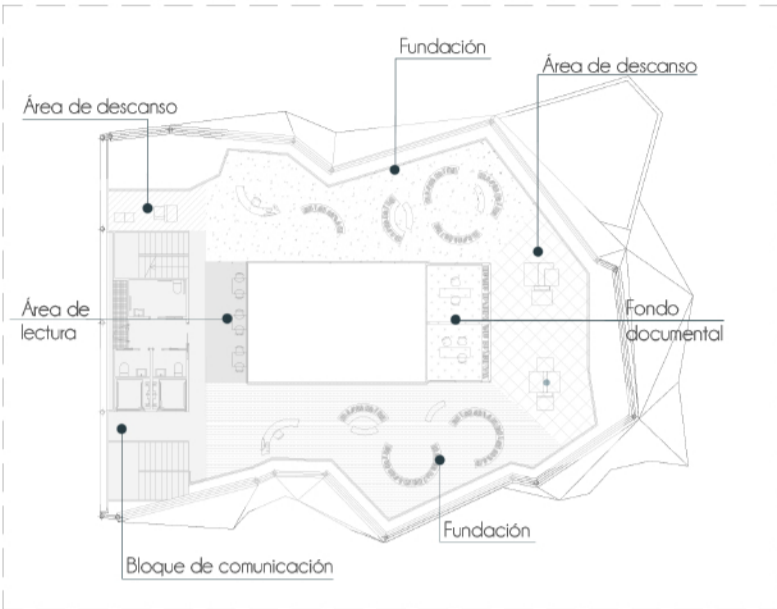 Fundación
Área de descanso
Área de descanso
Área de
lectura
Fondo
documental
Fundación
Bloque de comunicación